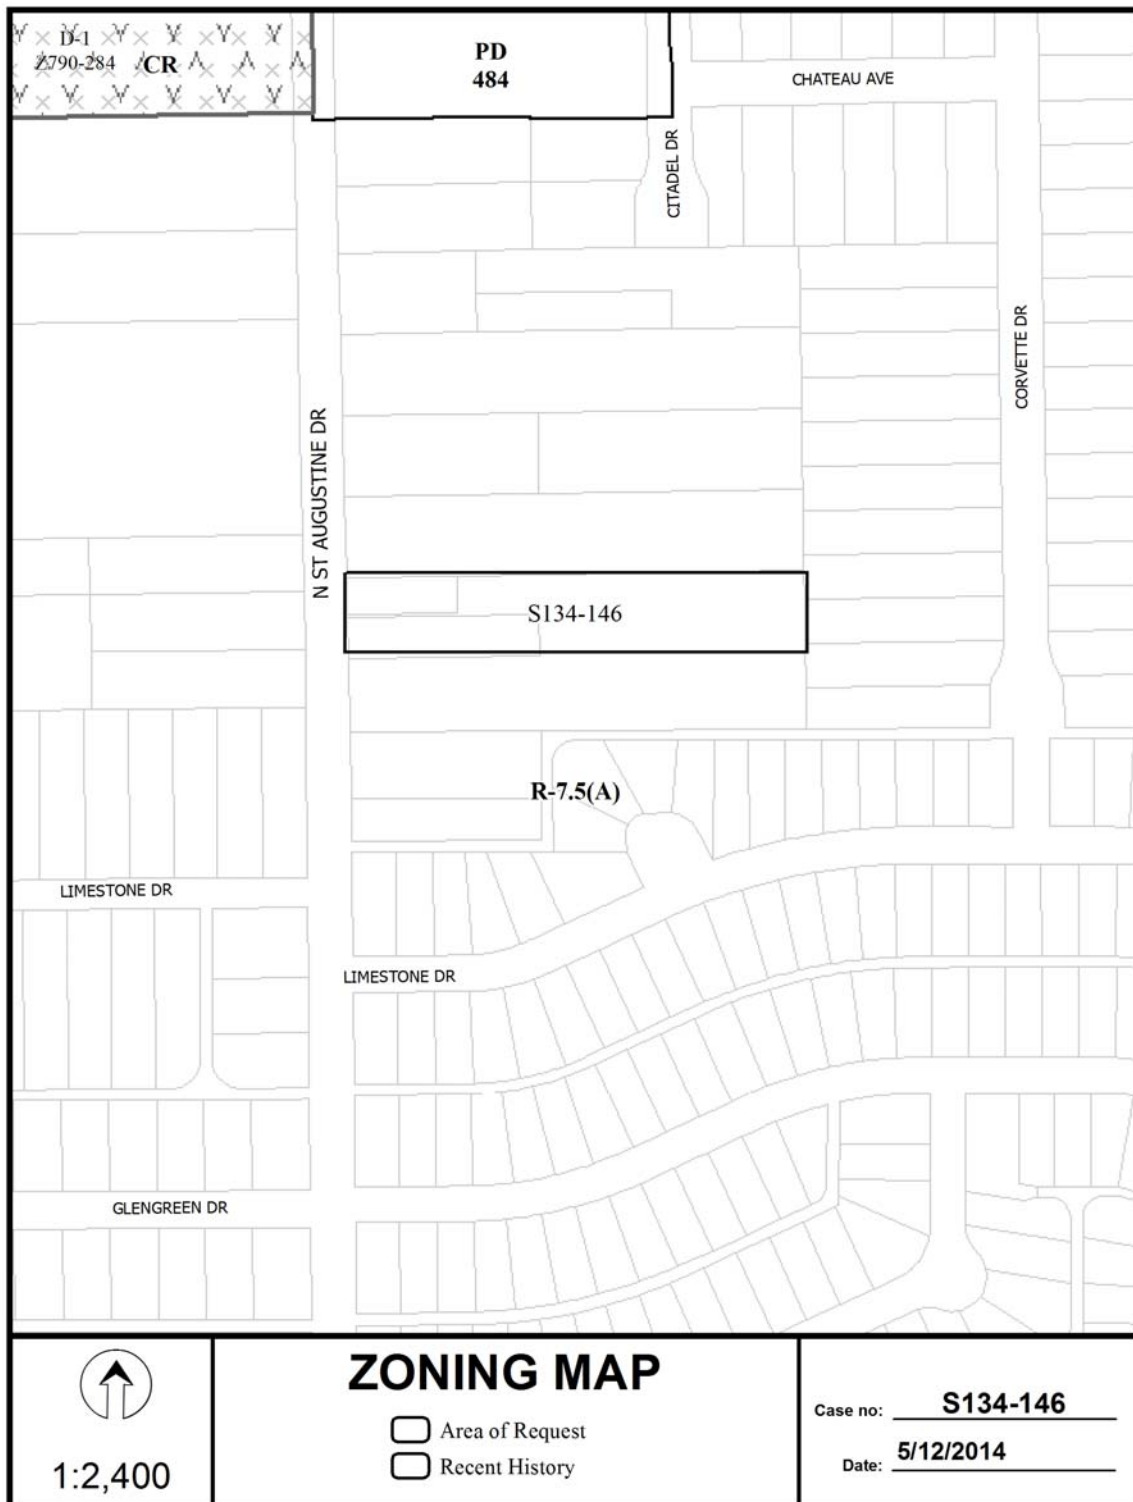 D-1
Z790-284
CR
PD
484
CHATEAU AVE
CITADEL DR
CORVETTE DR
N ST AUGUSTINE DR
S134-146
R-7.5(A)
LIMESTONE DR
LIMESTONE DR
GLENGREEN DR
1:2,400
ZONING MAP
Area of Request
Recent History
Case no: S134-146
Date: 5/12/2014